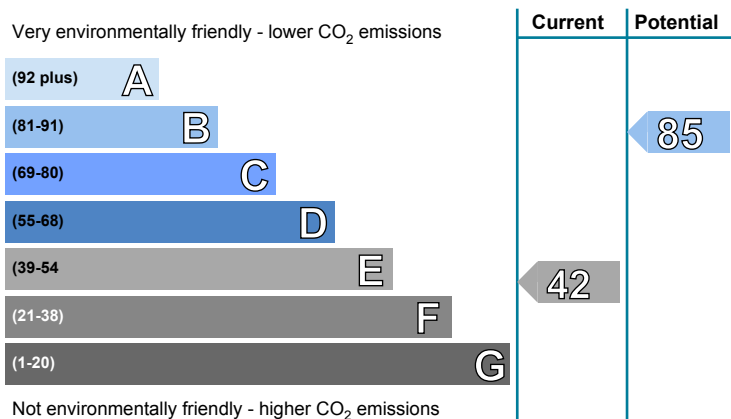 Very environmentally friendly - lower CO₂ emissions
Current
Potential
(92 plus) A
(81-91) B
(69-80) C
(55-68) D
(39-54 E
(21-38) F
(1-20) G
42
85
Not environmentally friendly - higher CO₂ emissions